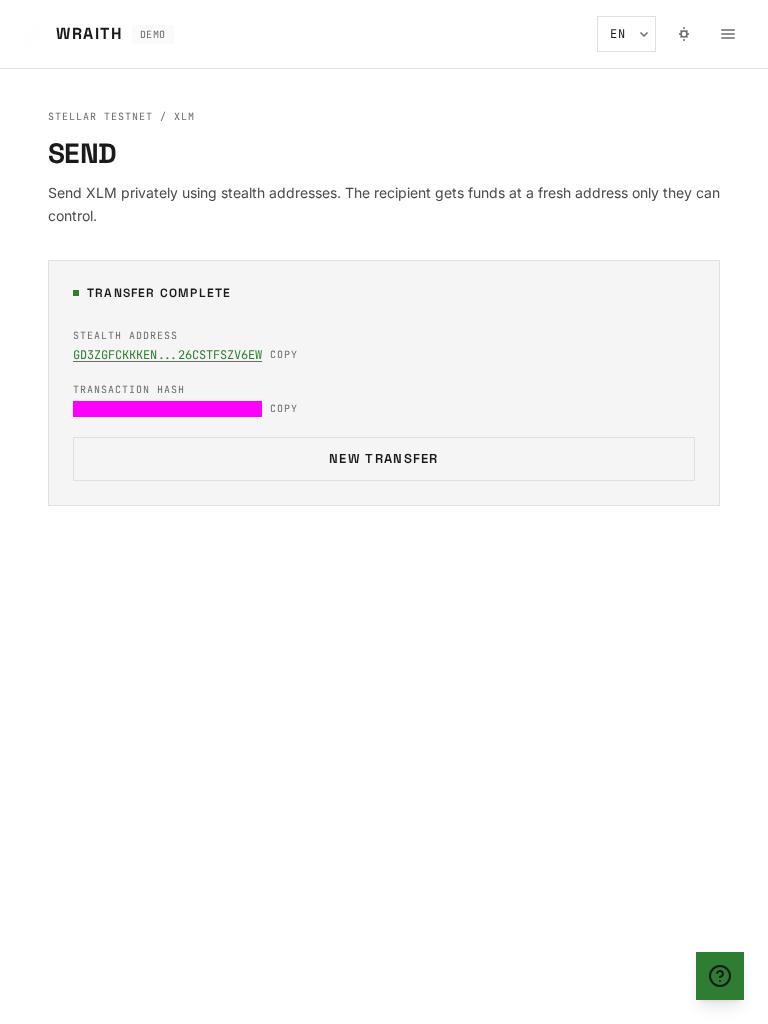 WRAITH DEMO EN
STELLAR TESTNET / XLM
SEND
Send XLM privately using stealth addresses. The recipient gets funds at a fresh address only they can
control.
TRANSFER COMPLETE
STEALTH ADDRESS
GD3ZGFCKKKEN...26CSTFSZV6EW COPY
TRANSACTION HASH
COPY
NEW TRANSFER